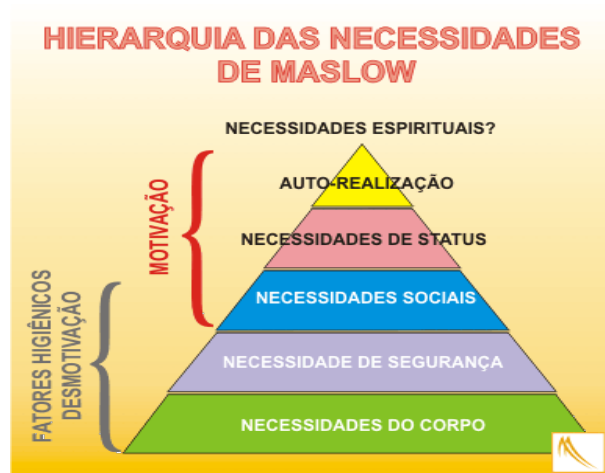 HIERARQUIA DAS NECESSIDADES
DE MASLOW
NECESSIDADES ESPIRITUAIS?
AUTO-REALIZAÇÃO
NECESSIDADES DE STATUS
NECESSIDADES SOCIAIS
NECESSIDADE DE SEGURANÇA
NECESSIDADES DO CORPO
MOTIVAÇÃO
FATORES HIGIÊNICOS
DESMOTIVAÇÃO